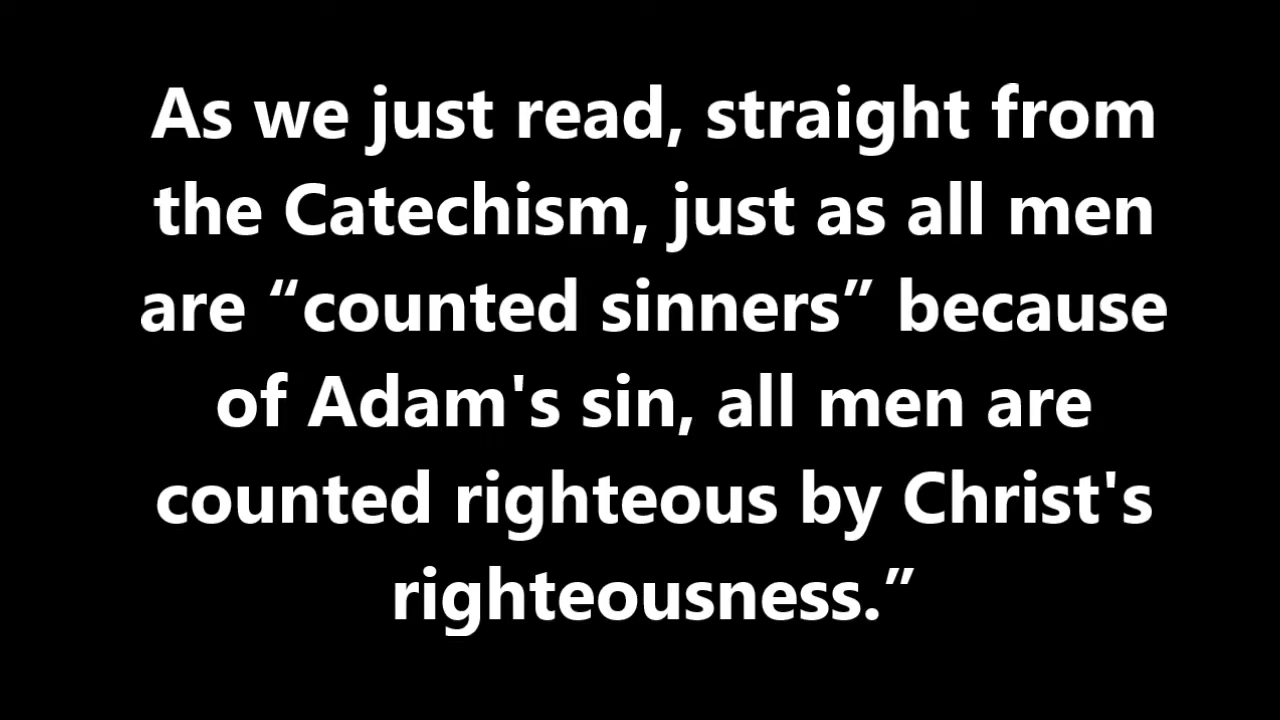 As we just read, straight from
the Catechism, just as all men
are “counted sinners” because
of Adam's sin, all men are
counted righteous by Christ's
righteousness.”